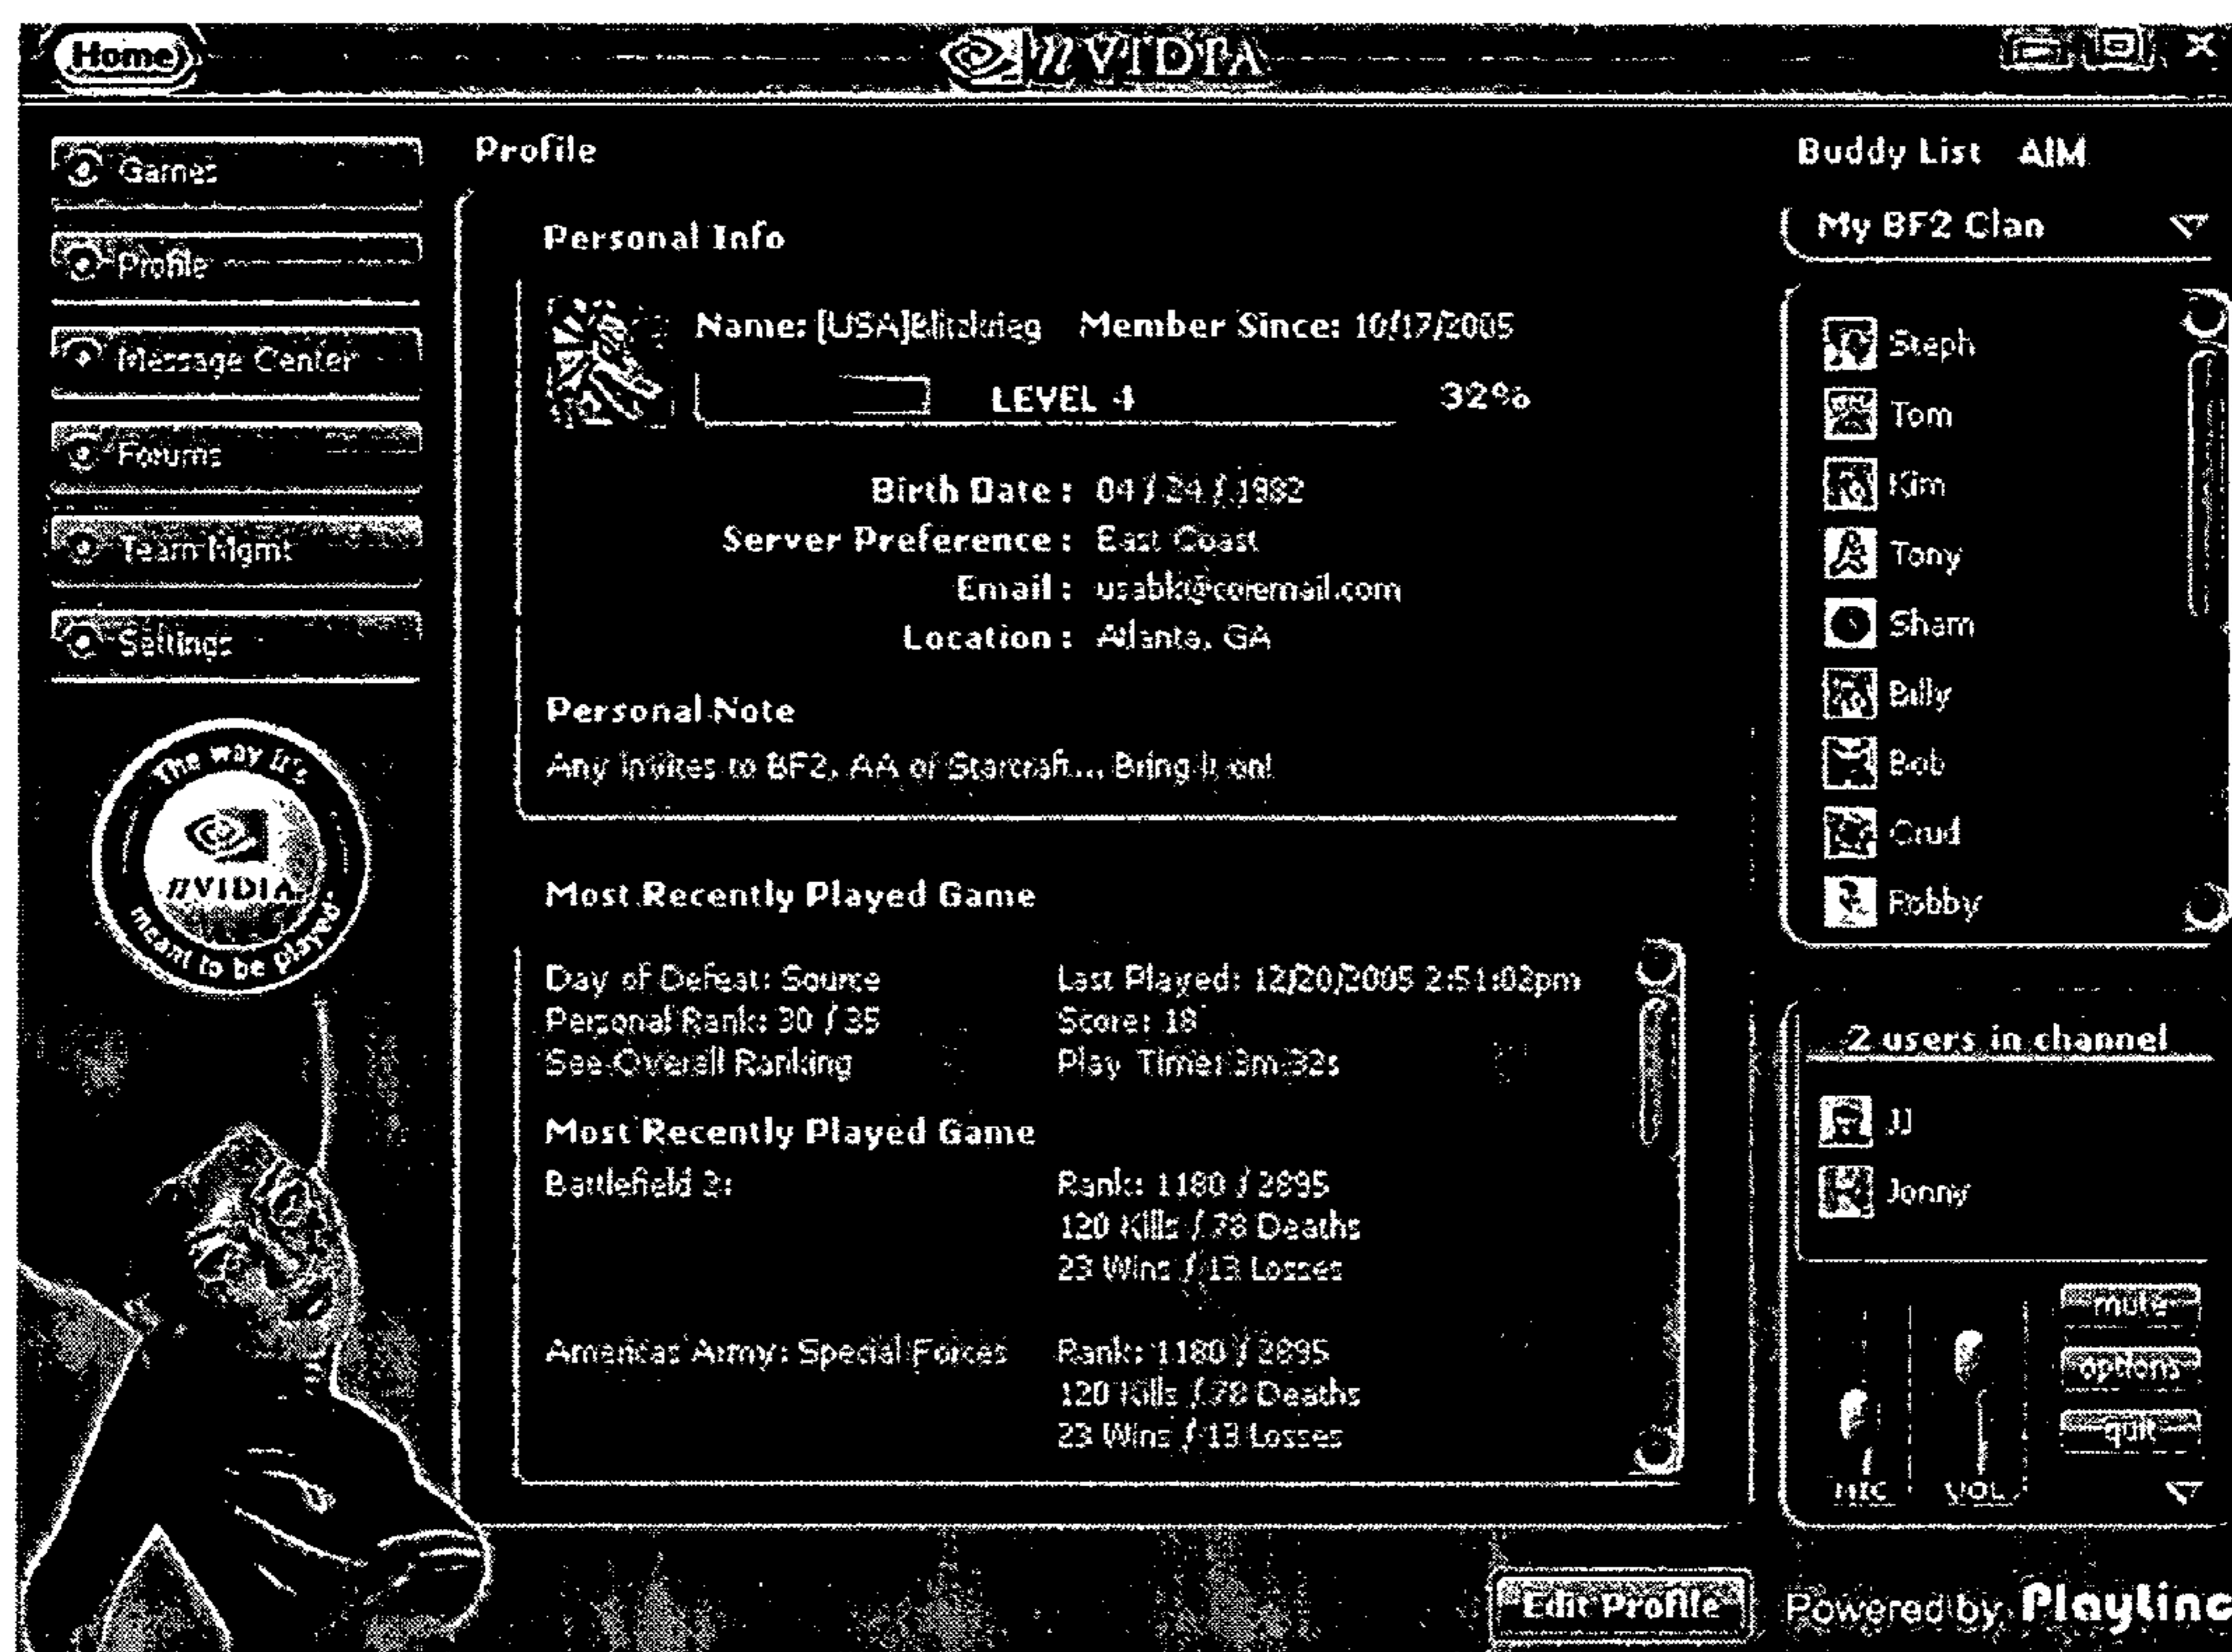 Home
nVIDIA
Games
Profile
Message Center
Forums
Team Mgmt
Settings
The way it's
nVIDIA
meant to be played
Profile
Personal Info
Name: [USA]Blitzkrieg Member Since: 10/17/2005
LEVEL 4 32%
Birth Date : 04 / 24 / 1982
Server Preference : East Coast
Email :
Location : Atlanta, GA
Personal Note
Any invites to BF2, AA or Starcraft... Bring it on!
Most Recently Played Game
Day of Defeat: Source Last Played: 12/20/2005 2:51:02pm
Personal Rank: 30 / 35 Score: 18
See Overall Ranking Play Time: 3m 32s
Most Recently Played Game
Battlefield 2: Rank: 1180 / 2895
120 Kills / 78 Deaths
23 Wins / 13 Losses
Americas Army: Special Forces Rank: 1180 / 2895
120 Kills / 78 Deaths
23 Wins / 13 Losses
Edit Profile
Buddy List AIM
My BF2 Clan
Steph
Tom
Kim
Tony
Sham
Billy
Bob
Crud
Robby
2 users in channel
JJ
Jonny
mute
options
quit
MIC VOL
Powered by PlayLinc